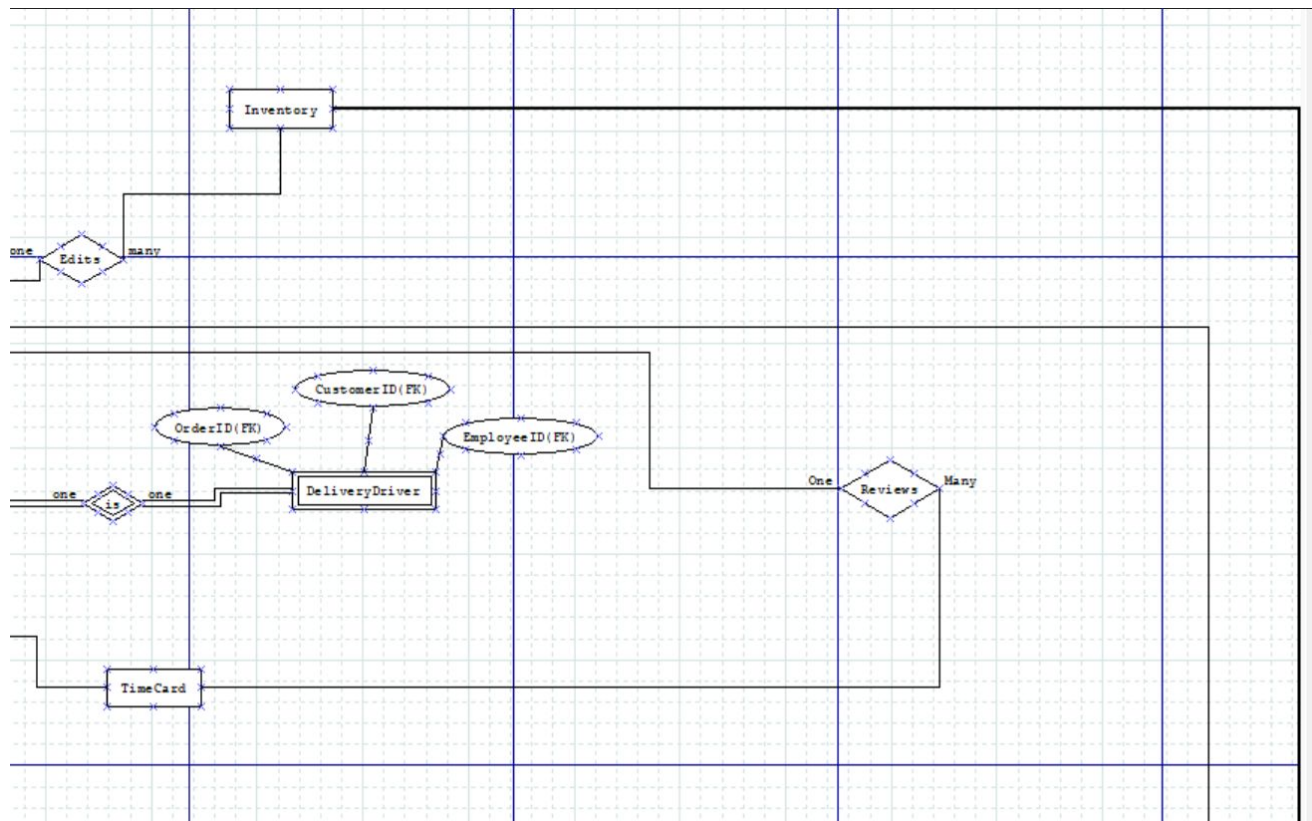 Inventory
one
Edits
many
CustomerID(FK)
OrderID(FK)
EmployeeID(FK)
One
Reviews
Many
DeliveryDriver
one
is
one
TimeCard